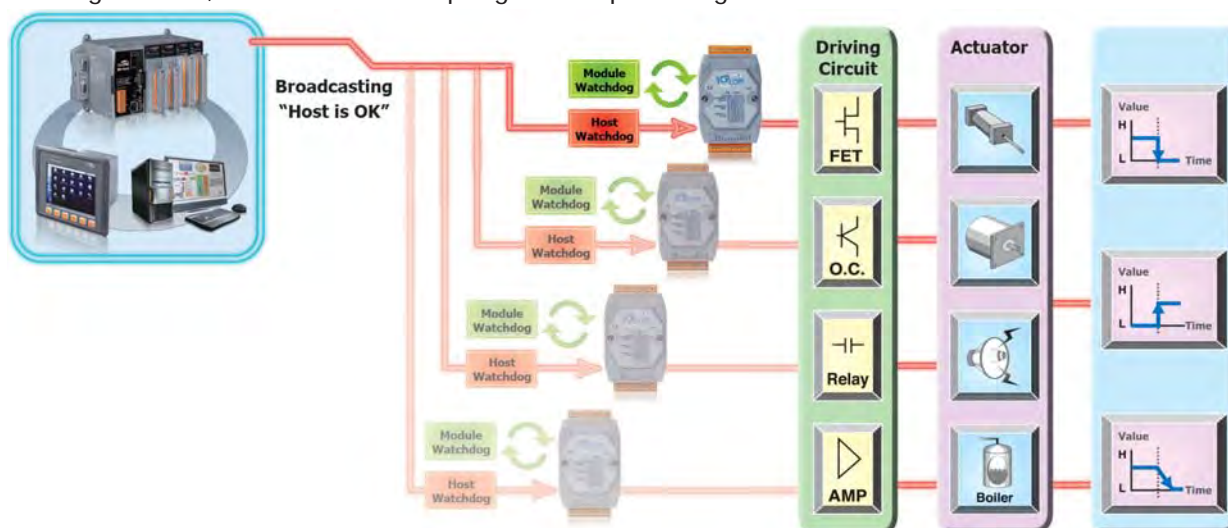 Broadcasting
“Host is OK”
Module
Watchdog
Host
Watchdog
Module
Watchdog
Host
Watchdog
Module
Watchdog
Host
Watchdog
Module
Watchdog
Host
Watchdog
Driving
Circuit
FET
O.C.
Relay
AMP
Actuator
Boiler
Value
H
L
Time
Value
H
L
Time
Value
H
L
Time